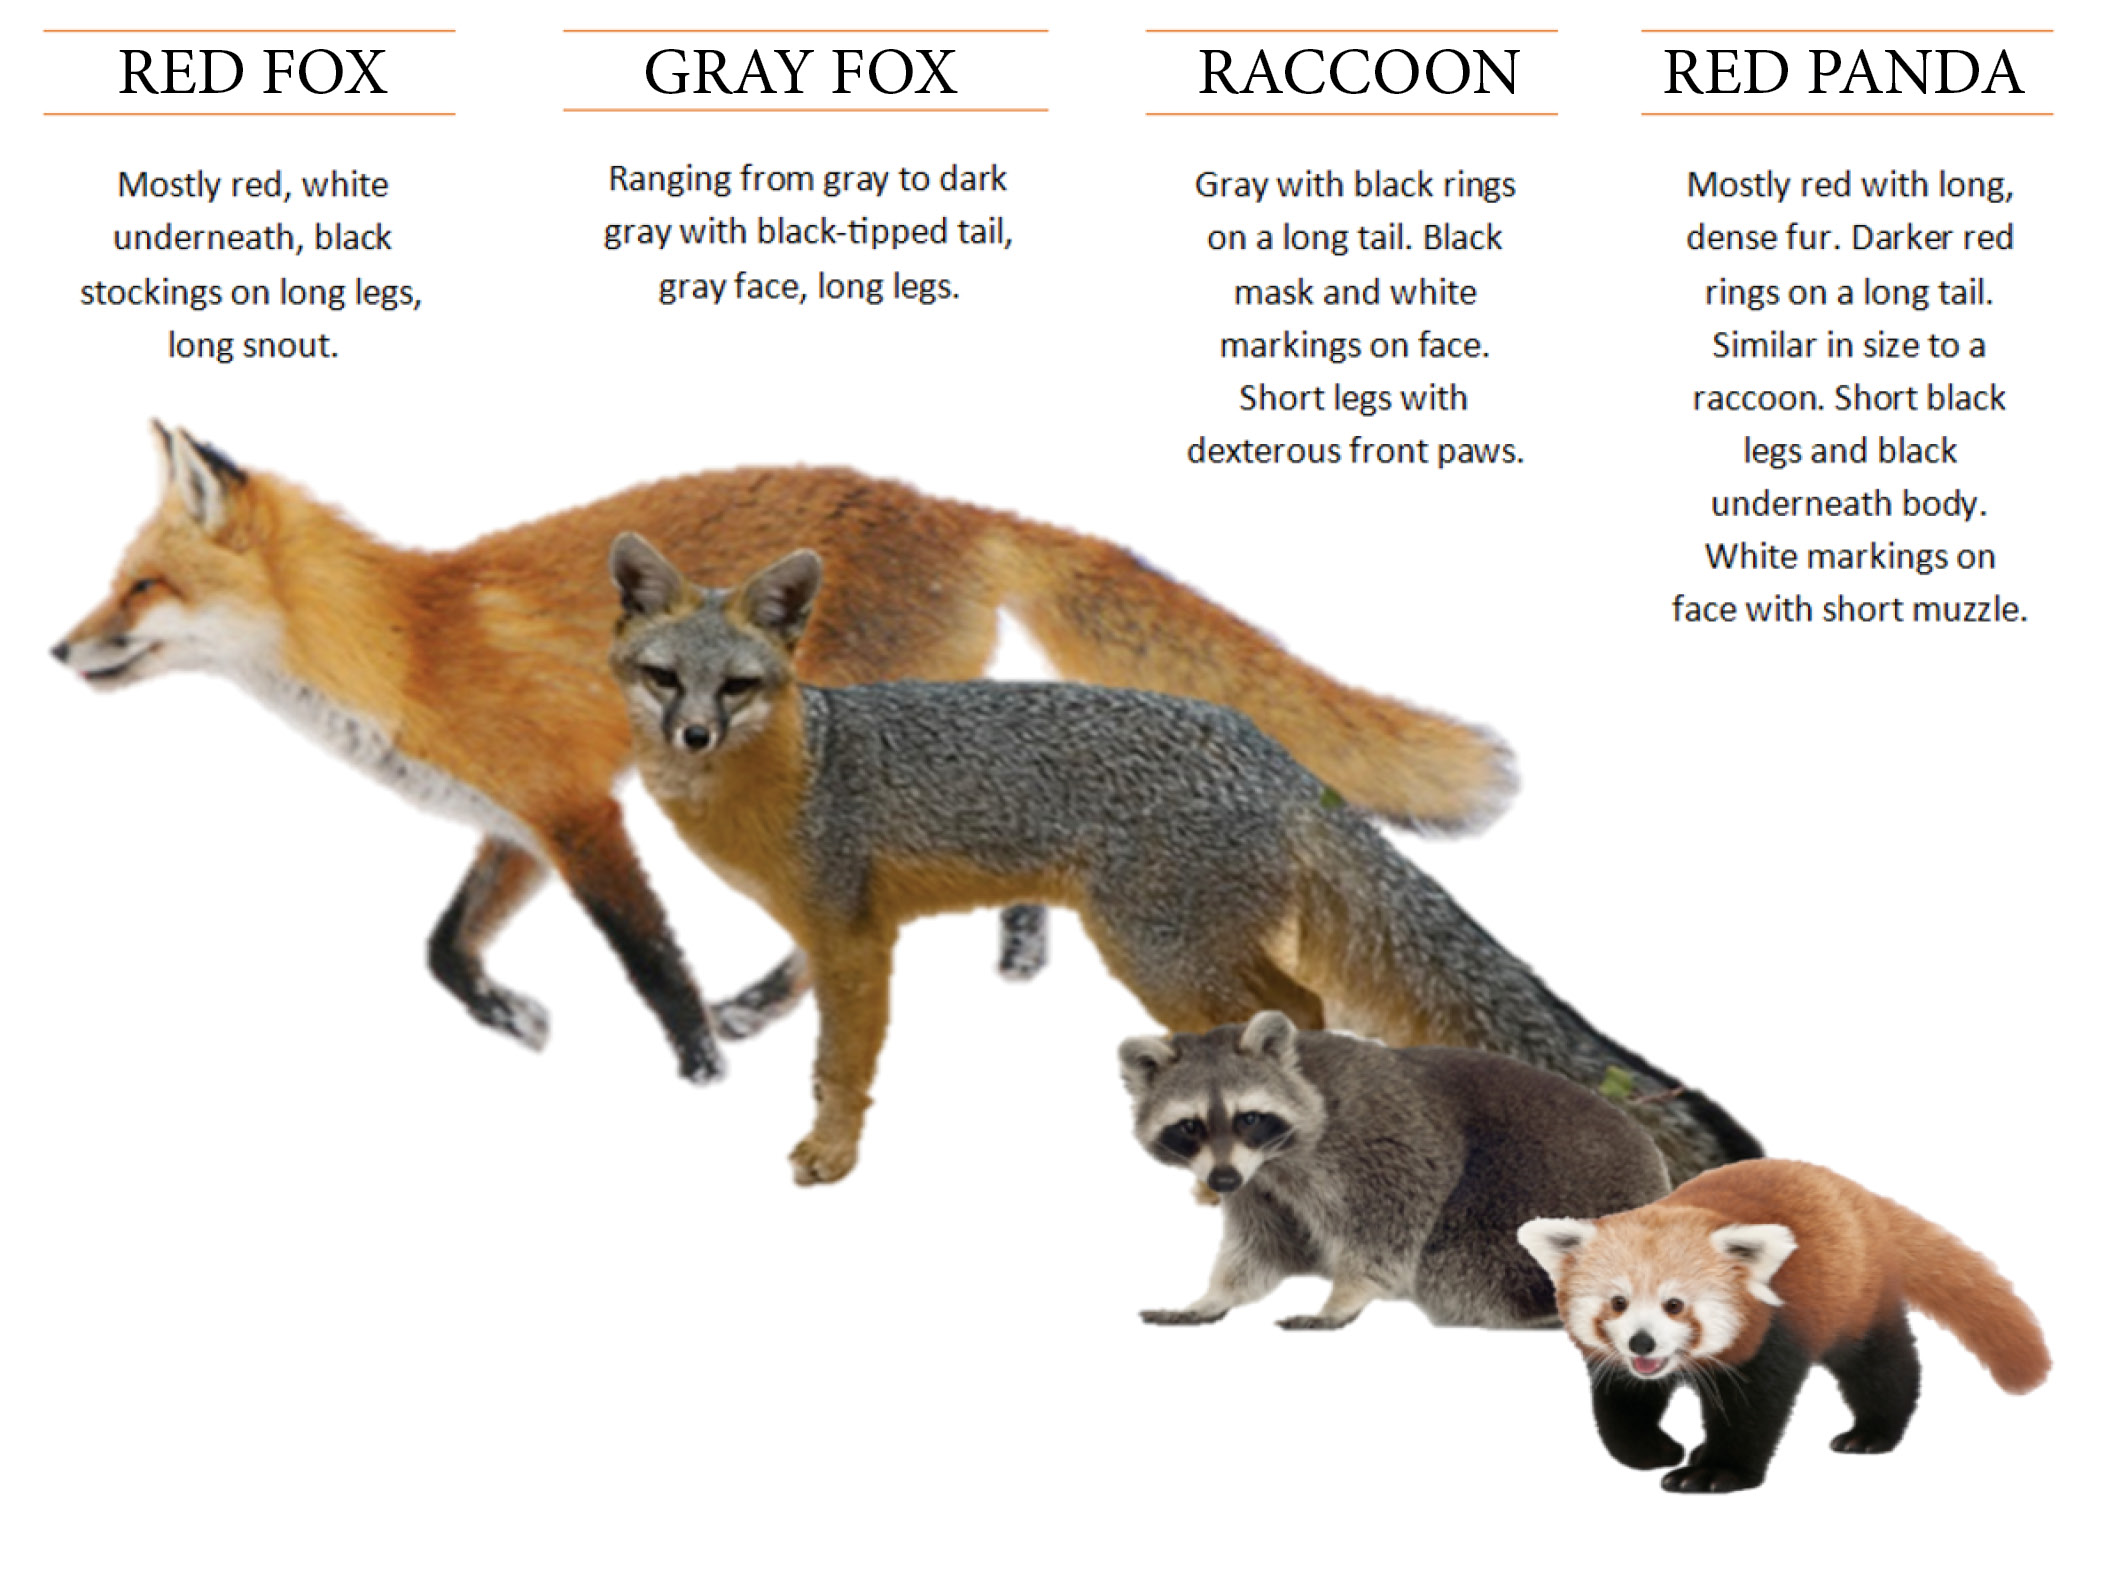 RED FOX
Mostly red, white
underneath, black
stockings on long legs,
long snout.
GRAY FOX
Ranging from gray to dark
gray with black-tipped tail,
gray face, long legs.
RACCOON
Gray with black rings
on a long tail. Black
mask and white
markings on face.
Short legs with
dexterous front paws.
RED PANDA
Mostly red with long,
dense fur. Darker red
rings on a long tail.
Similar in size to a
raccoon. Short black
legs and black
underneath body.
White markings on
face with short muzzle.